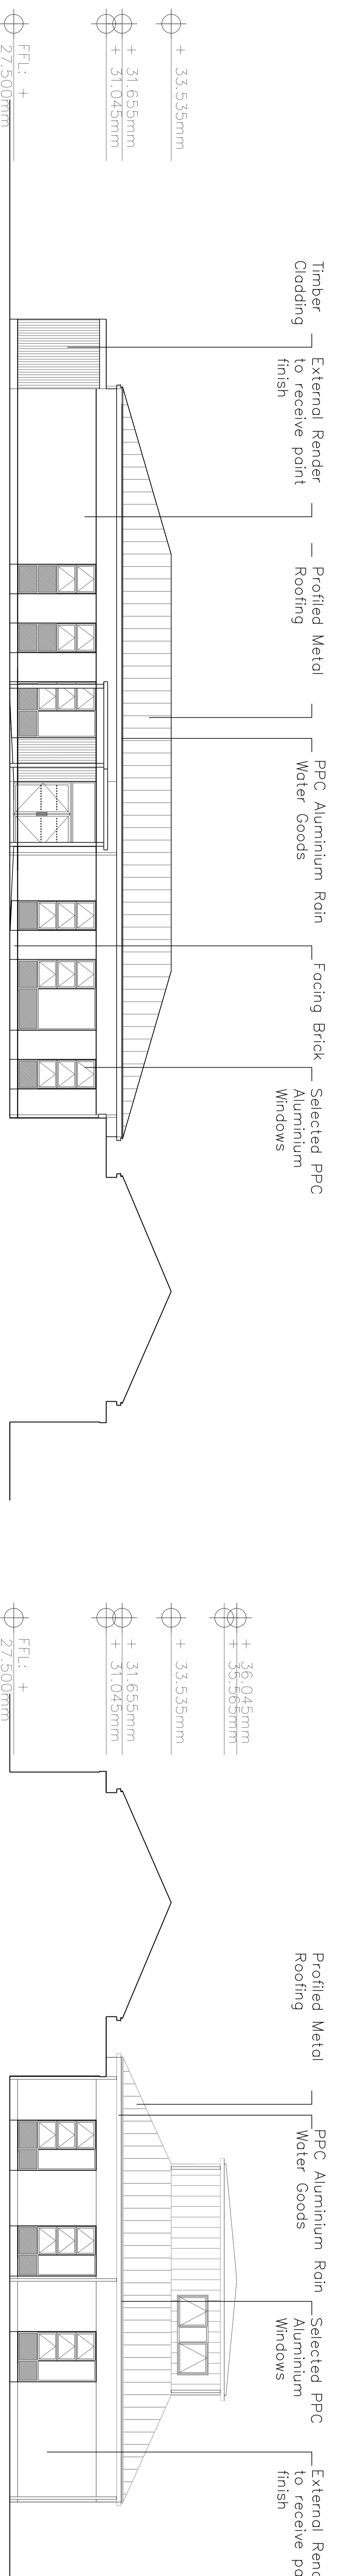 + 33.535mm
+ 31.655mm
+ 31.045mm
FFL: +
27.500mm
Timber
Cladding
External Render
to receive paint
finish
Profiled Metal
Roofing
PPC Aluminium Rain
Water Goods
Facing Brick
Selected PPC
Aluminium
Windows
+ 36.045mm
+ 35.565mm
+ 33.535mm
+ 31.655mm
+ 31.045mm
FFL: +
27.500mm
Profiled Metal
Roofing
PPC Aluminium Rain
Water Goods
Selected PPC
Aluminium
Windows
External Rend
to receive pa
finish